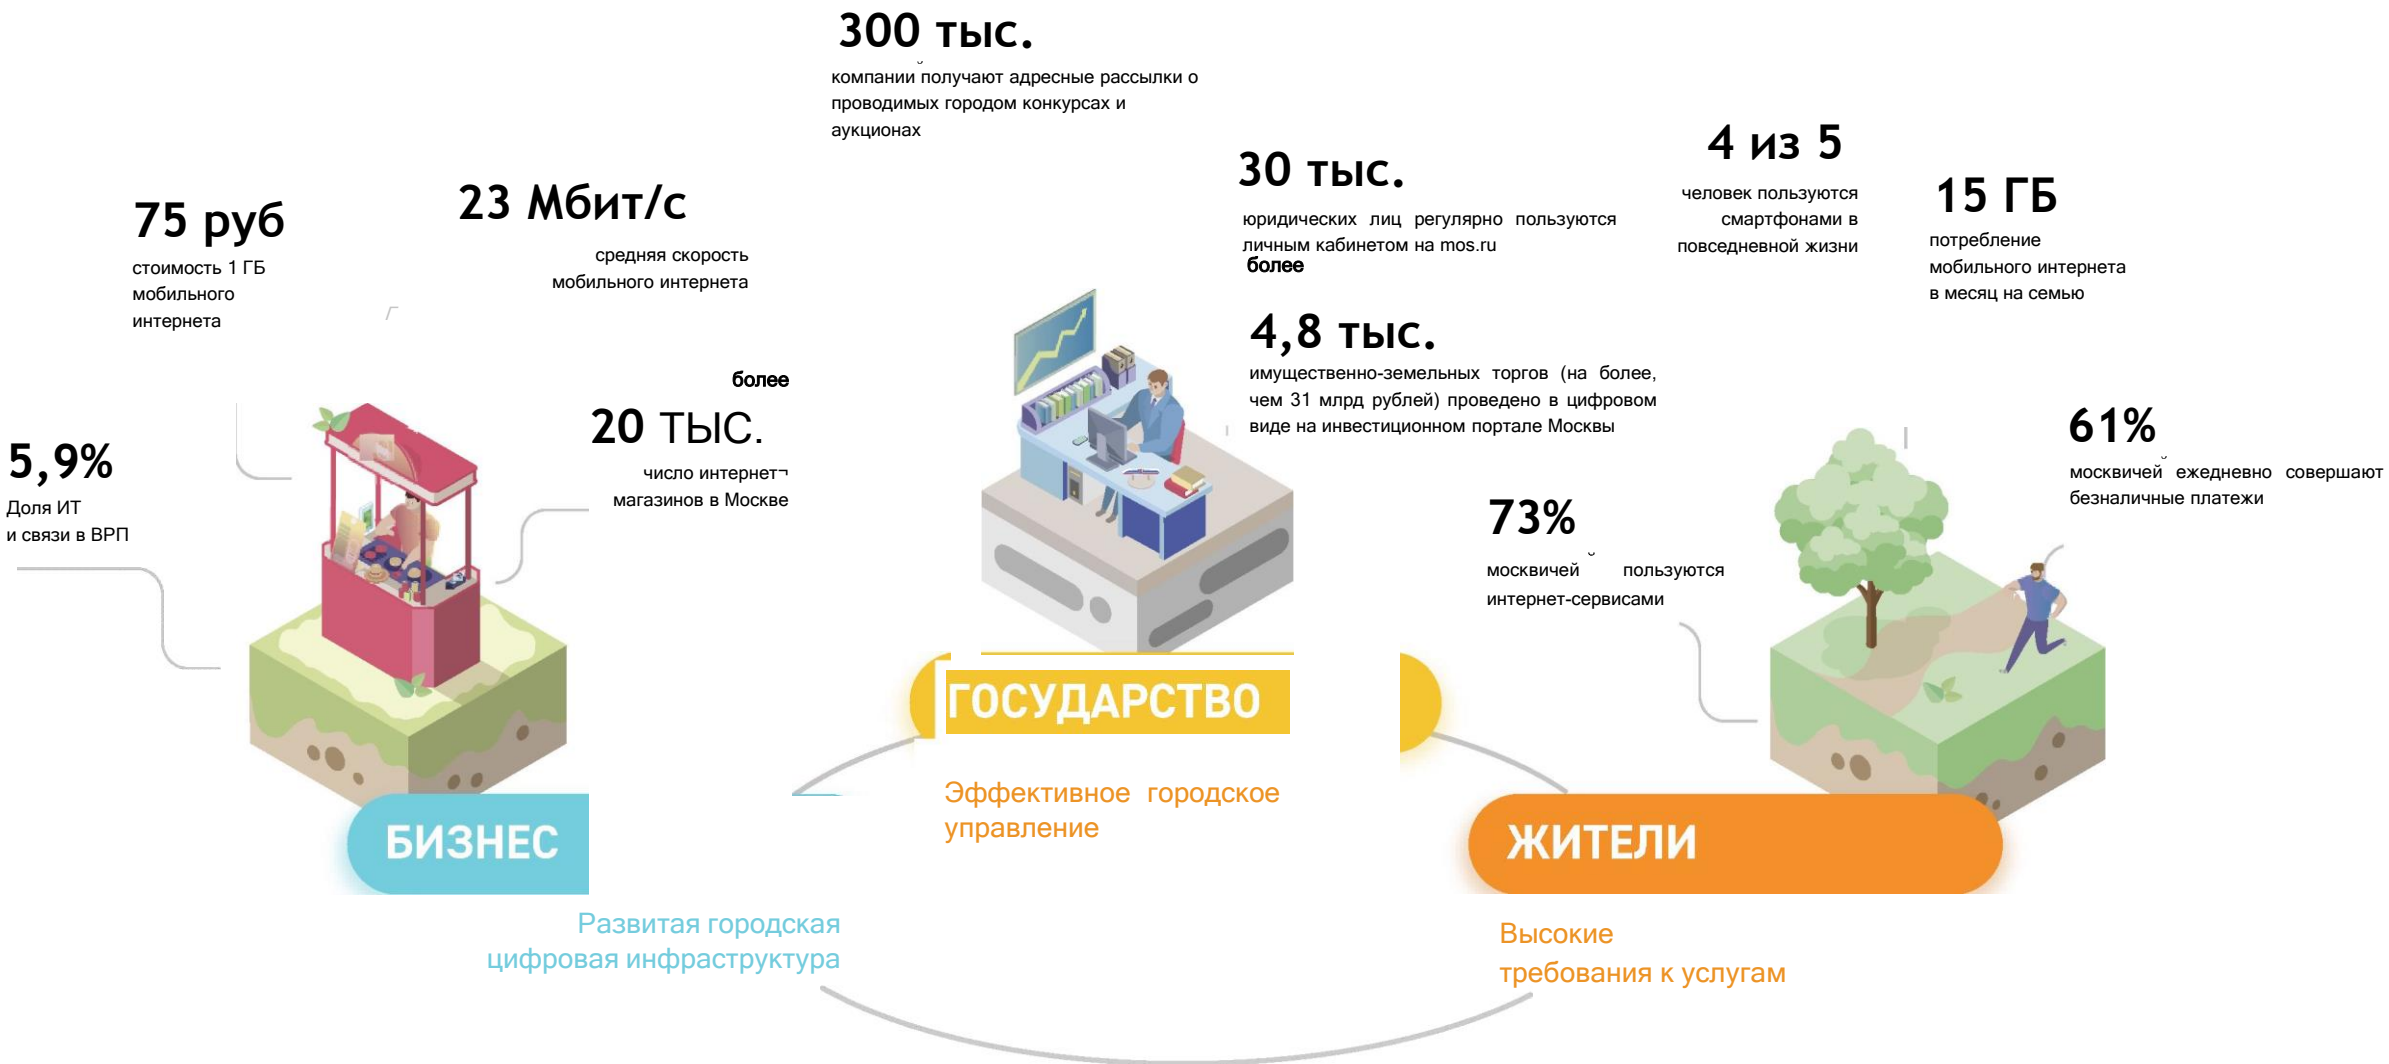 300 тыс.
компании получают адресные рассылки о
проводимых городом конкурсах и
аукционах
75 руб
стоимость 1 ГБ
мобильного
интернета
23 Мбит/с
средняя скорость
мобильного интернета
5,9%
Доля ИТ
и связи в ВРП
более
20 ТЫС.
число интернет¬
магазинов в Москве
30 тыс.
юридических лиц регулярно пользуются
личным кабинетом на mos.ru
более
4,8 тыс.
имущественно-земельных торгов (на более,
чем 31 млрд рублей) проведено в цифровом
виде на инвестиционном портале Москвы
4 из 5
человек пользуются
смартфонами в
повседневной жизни
15 ГБ
потребление
мобильного интернета
в месяц на семью
61%
москвичей ежедневно совершают
безналичные платежи
73%
москвичей пользуются
интернет-сервисами
ГОСУДАРСТВО
Эффективное городское
управление
БИЗНЕС
Развитая городская
цифровая инфраструктура
ЖИТЕЛИ
Высокие
требования к услугам